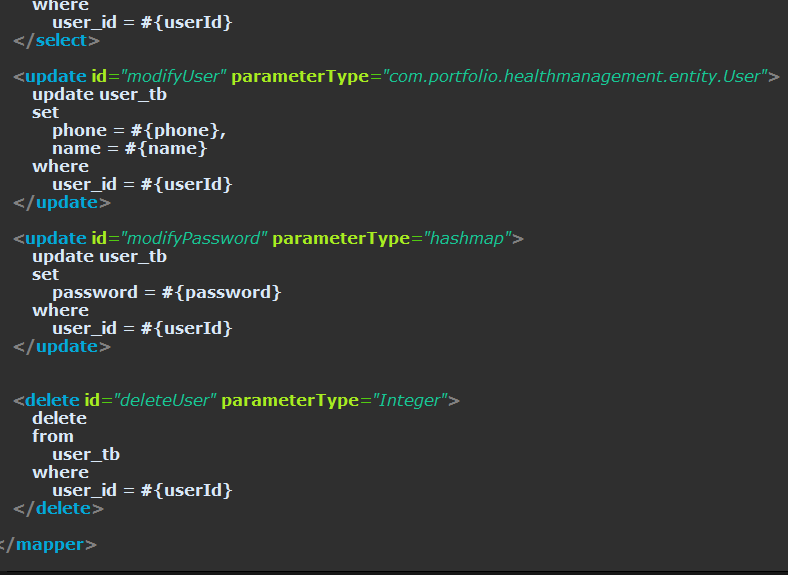 where
user_id = #{userId}
</select>
<update id="modifyUser" parameterType="com.portfolio.healthmanagement.entity.User">
update user_tb
set
phone = #{phone},
name = #{name}
where
user_id = #{userId}
</update>
<update id="modifyPassword" parameterType="hashmap">
update user_tb
set
password = #{password}
where
user_id = #{userId}
</update>
<delete id="deleteUser" parameterType="Integer">
delete
from
user_tb
where
user_id = #{userId}
</delete>
</mapper>